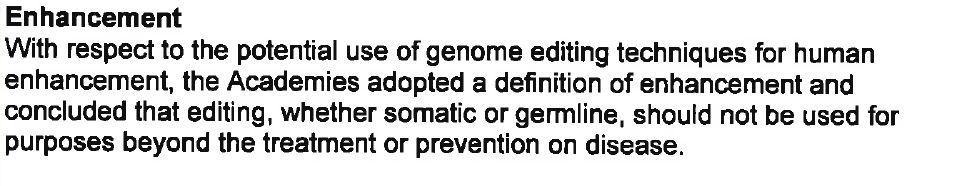 Enhancement
With respect to the potential use of genome editing techniques for human
enhancement, the Academies adopted a definition of enhancement and
concluded that editing, whether somatic or germline, should not be used for
purposes beyond the treatment or prevention on disease.